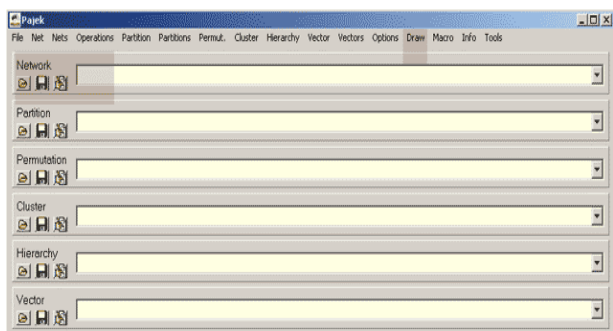 Pajek
File Net Nets Operations Partition Partitions Permut. Cluster Hierarchy Vector Vectors Options Draw Macro Info Tools
Network
Partition
Permutation
Cluster
Hierarchy
Vector